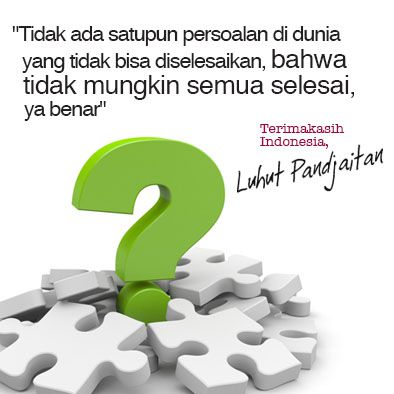 "Tidak ada satupun persoalan di dunia
yang tidak bisa diselesaikan, bahwa
tidak mungkin semua selesai,
ya benar"
Terimakasih
Indonesia,
Luhut Pandjaitan